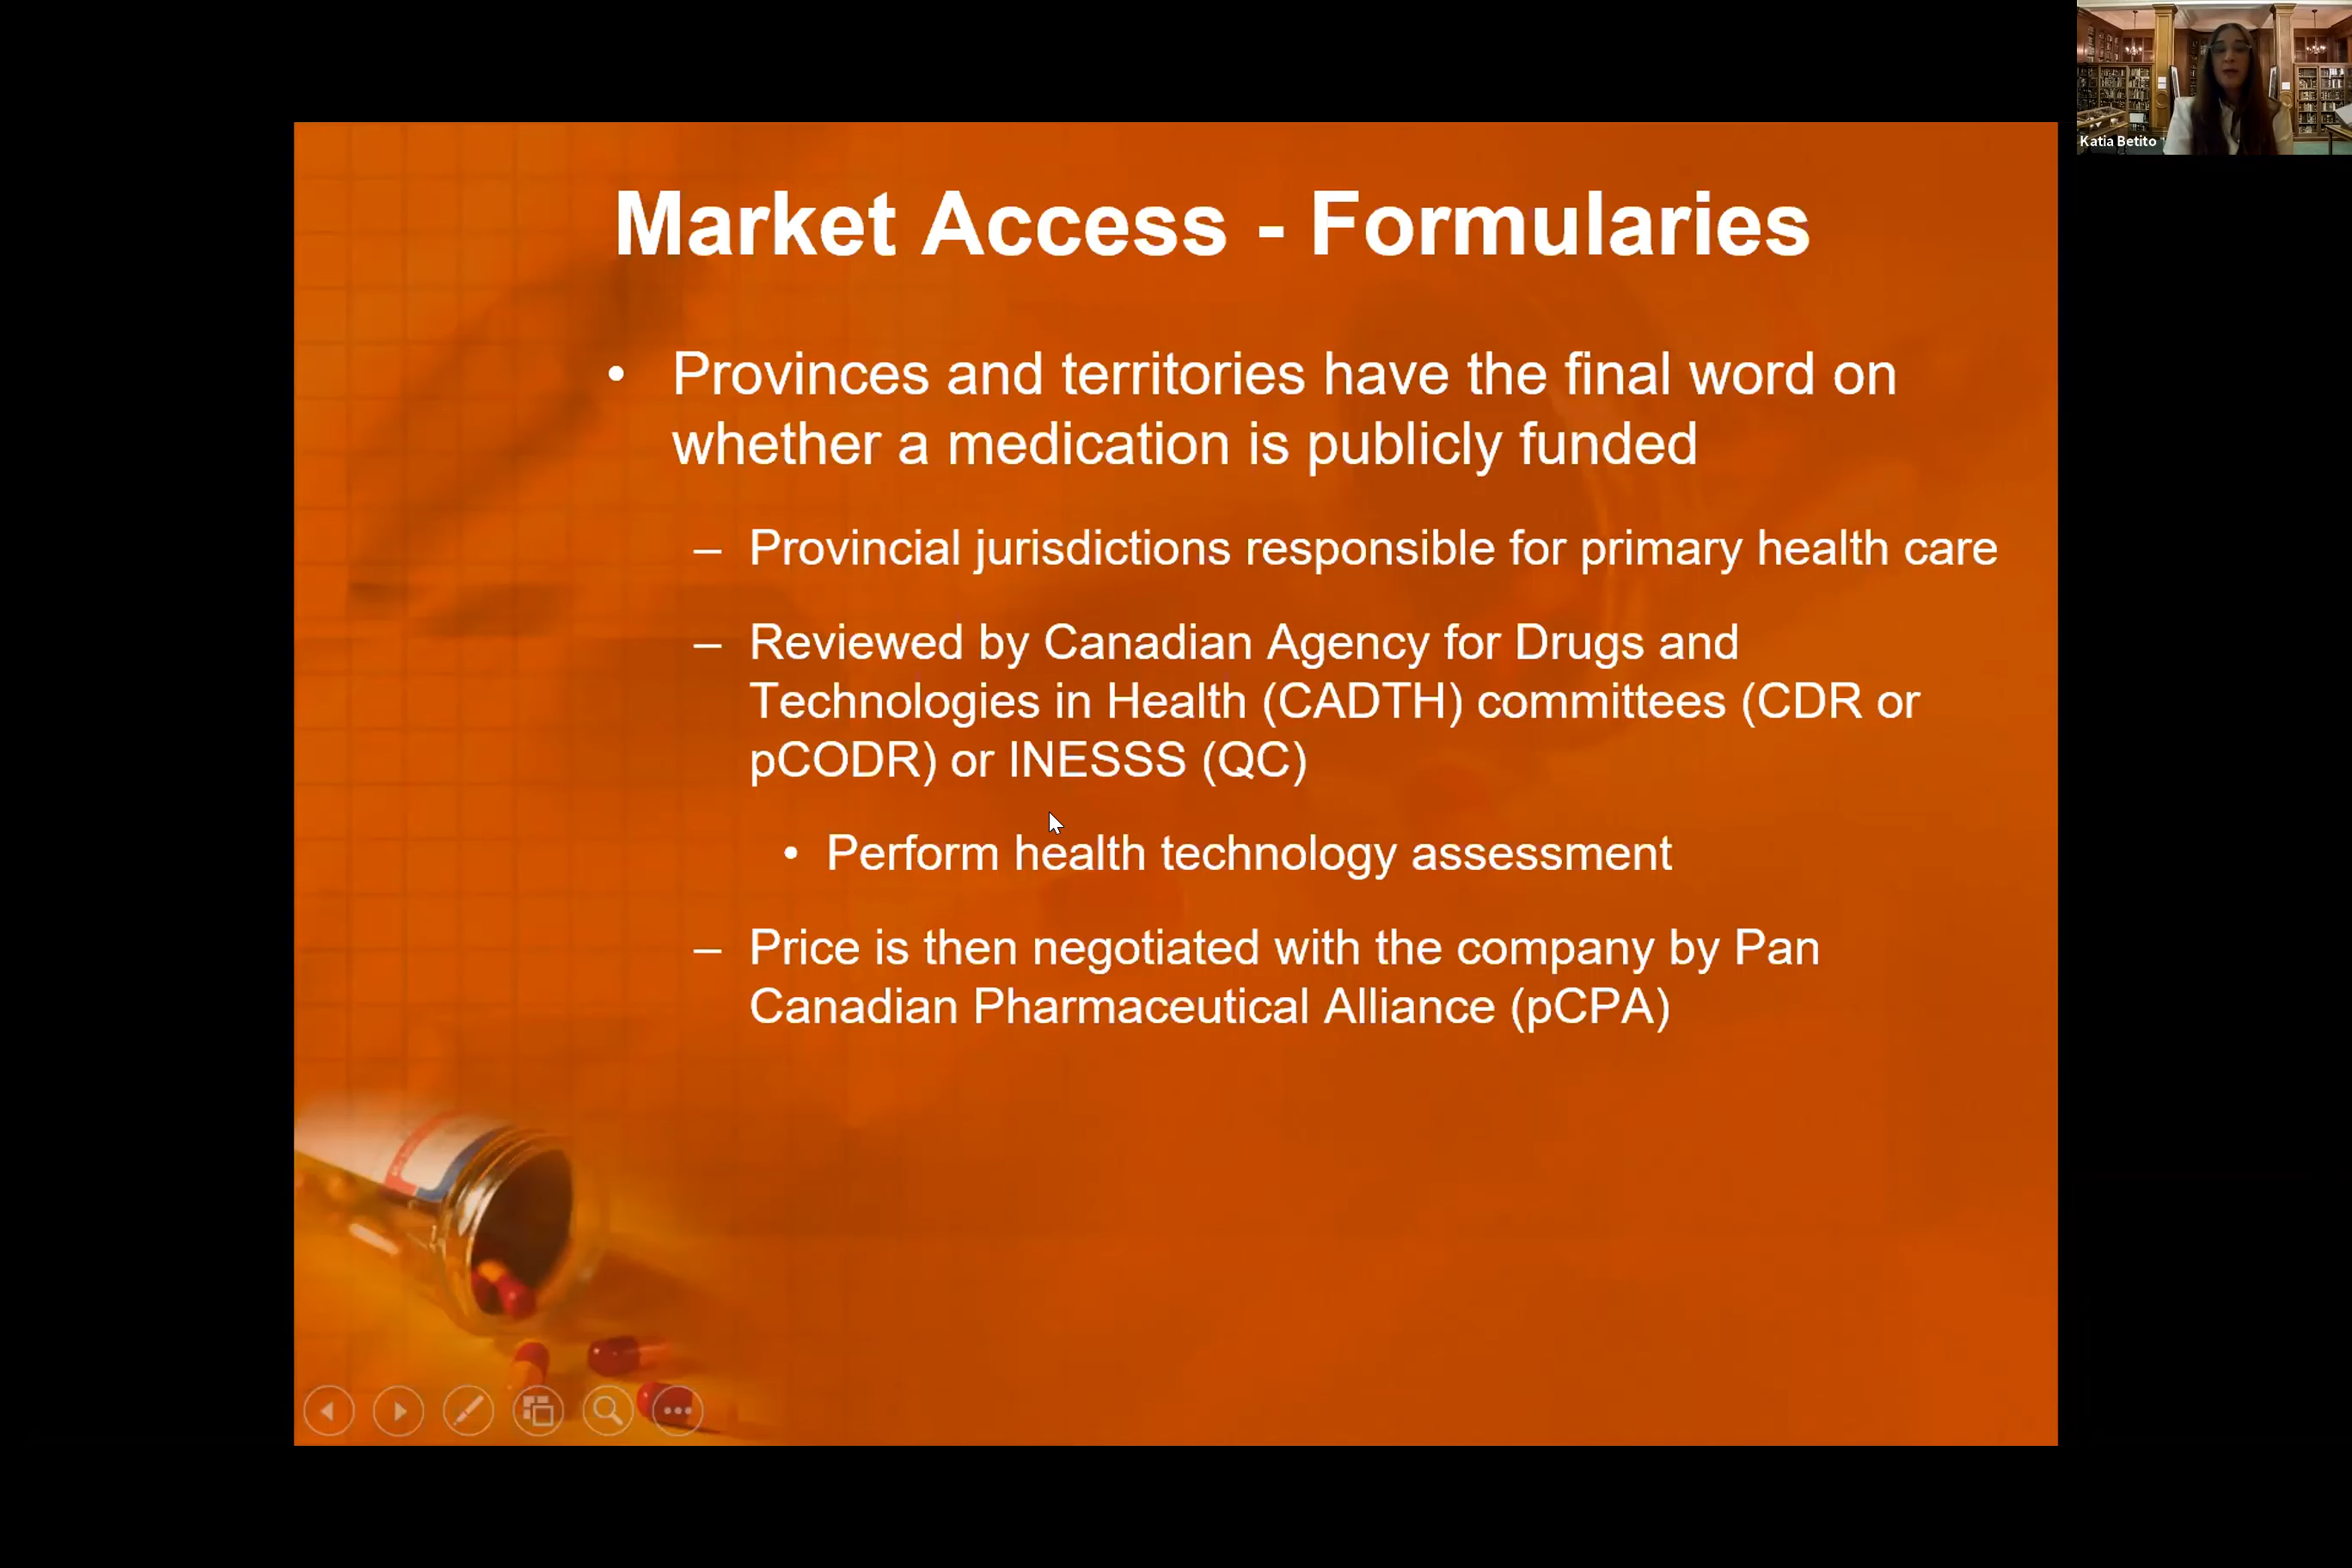 Katia Betito
Market Access - Formularies
• Provinces and territories have the final word on
whether a medication is publicly funded
– Provincial jurisdictions responsible for primary health care
– Reviewed by Canadian Agency for Drugs and
Technologies in Health (CADTH) committees (CDR or
pCODR) or INESSS (QC)
• Perform health technology assessment
– Price is then negotiated with the company by Pan
Canadian Pharmaceutical Alliance (pCPA)